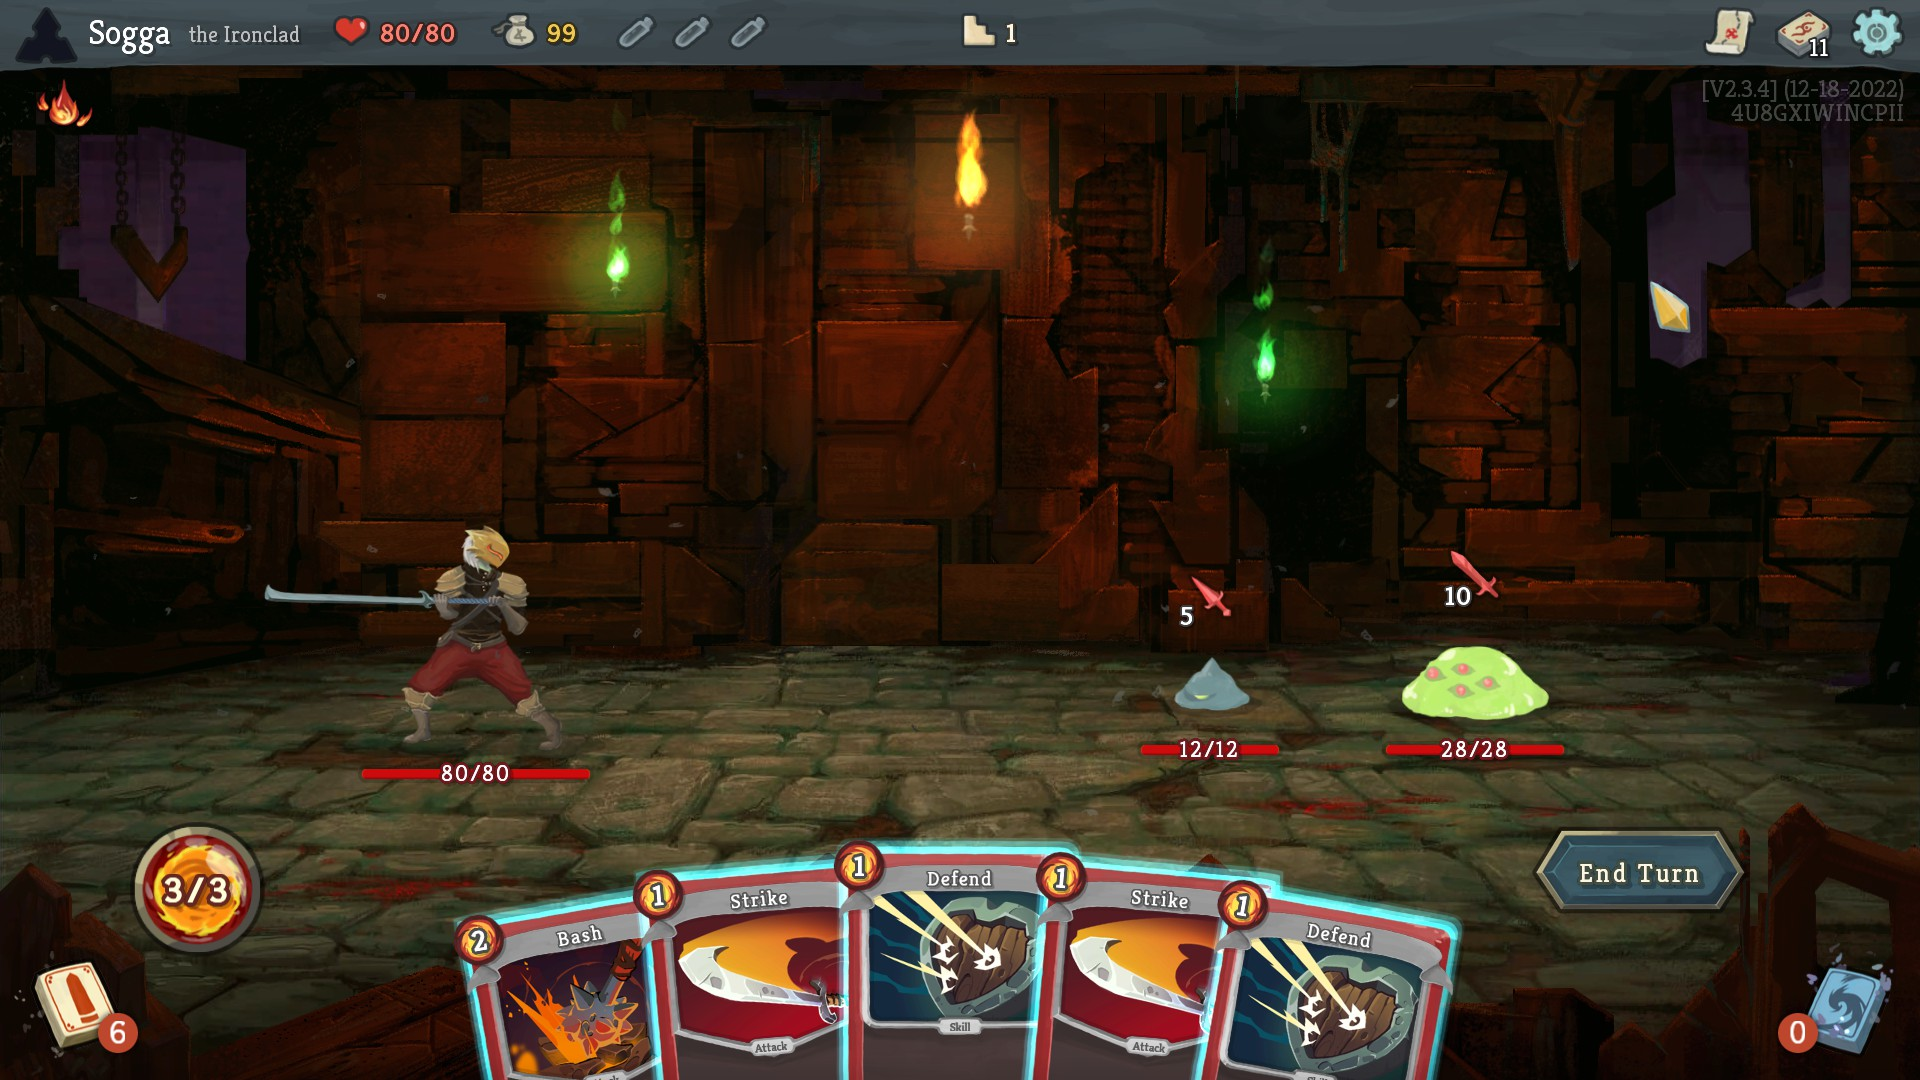 Sogga the Ironclad 80/80 99 1
11
[V2.3.4] (12-18-2022)
4U8GXIWINCPII
5
10
12/12
28/28
80/80
3/3
End Turn
2 Bash
1 Strike
Attack
1 Defend
Skill
1 Strike
Attack
1 Defend
6
0